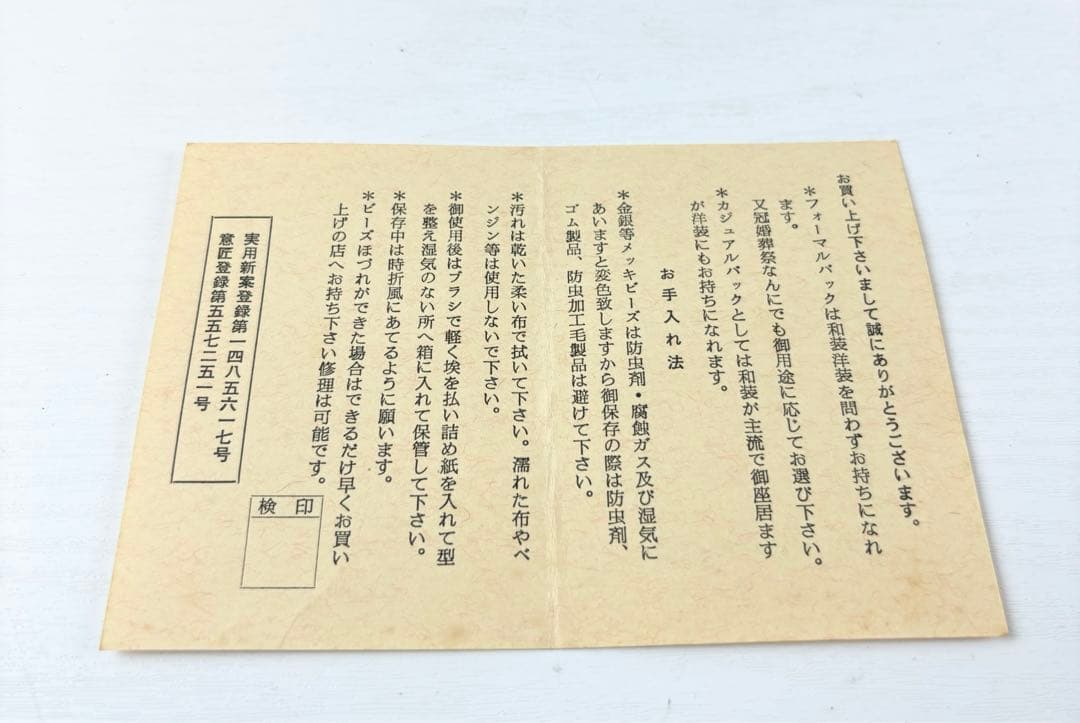 お買い上げ下さいまして誠にありがとうございます。
＊フォーマルバックは和装洋装を問わずお持ちになれ
ます。
又冠婚葬祭なんにでも御用途に応じてお選び下さい。
＊カジュアルバックとしては和装が主流で御座居ます
が洋装にもお持ちになれます。
お手入れ法
＊金銀等メッキビーズは防虫剤・腐蝕ガス及び湿気に
あいますと変色致しますから御保存の際は防虫剤、
ゴム製品、防虫加工毛製品は避けて下さい。
＊汚れは乾いた柔い布で拭いて下さい。濡れた布やベ
ンジン等は使用しないで下さい。
＊御使用後はブラシで軽く埃を払い詰め紙を入れて型
を整え湿気のない所へ箱に入れて保管して下さい。
＊保存中は時折風にあてるように願います。
＊ビーズほづれができた場合はできるだけ早くお買い
上げの店へお持ち下さい修理は可能です。
実用新案登録第一四八五六一七号
意匠登録第五五七二五一号
検印